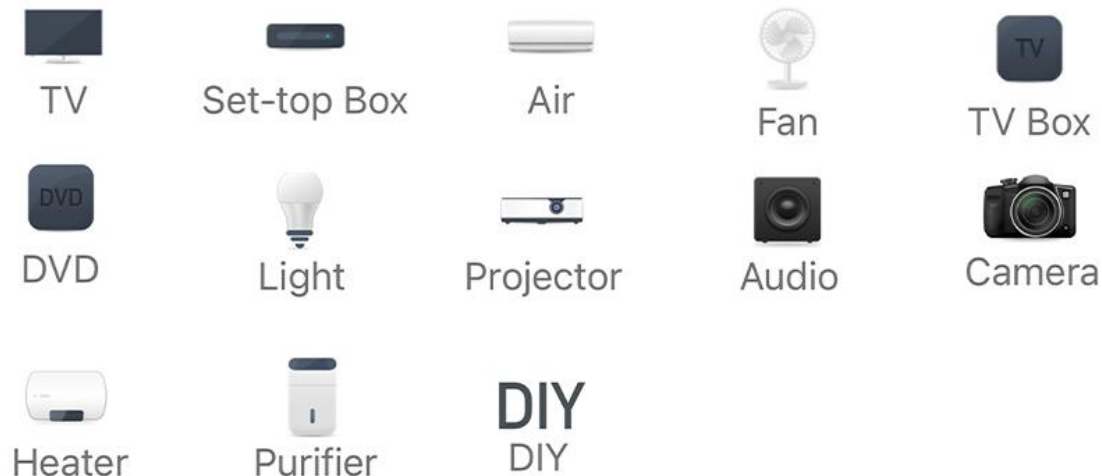 TV
Set-top Box
Air
Fan
TV
TV Box
DVD
DVD
Light
Projector
Audio
Camera
Heater
Purifier
DIY
DIY